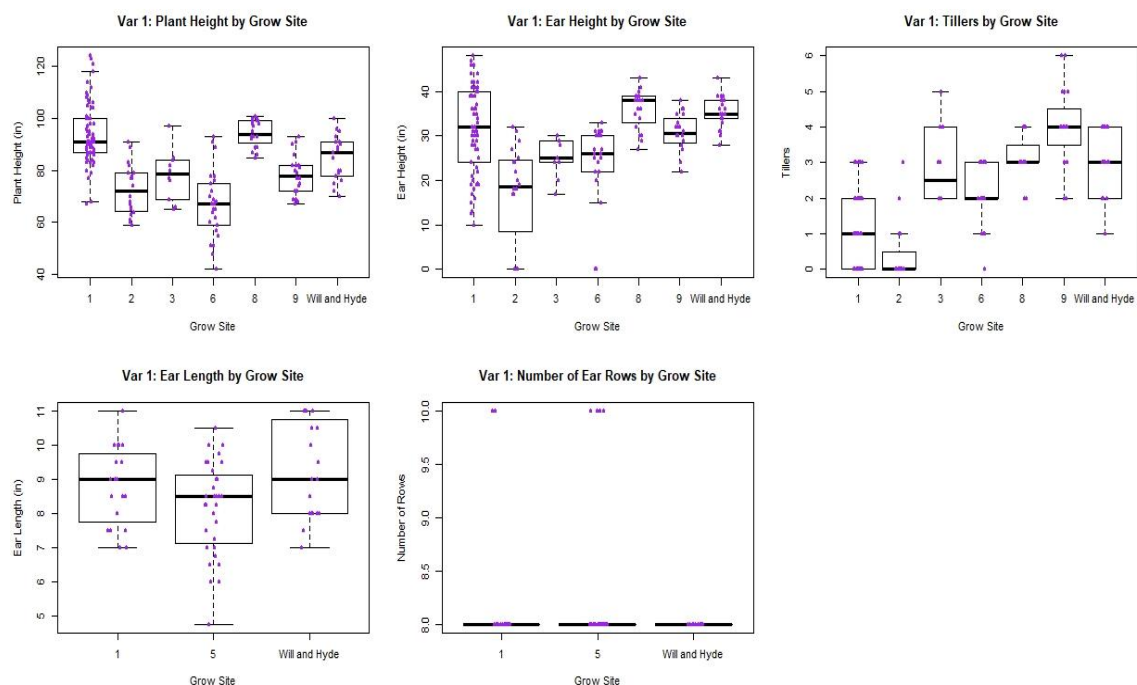 Var 1: Plant Height by Grow Site
Plant Height (in)
120
100
80
60
40
1 2 3 6 8 9 Will and Hyde
Grow Site
Var 1: Ear Height by Grow Site
Ear Height (in)
40
30
20
10
0
1 2 3 6 8 9 Will and Hyde
Grow Site
Var 1: Tillers by Grow Site
Tillers
6
5
4
3
2
1
0
1 2 3 6 8 9 Will and Hyde
Grow Site
Var 1: Ear Length by Grow Site
Ear Length (in)
11
10
9
8
7
6
5
1 5 Will and Hyde
Grow Site
Var 1: Number of Ear Rows by Grow Site
Number of Rows
10.0
9.5
9.0
8.5
8.0
1 5 Will and Hyde
Grow Site